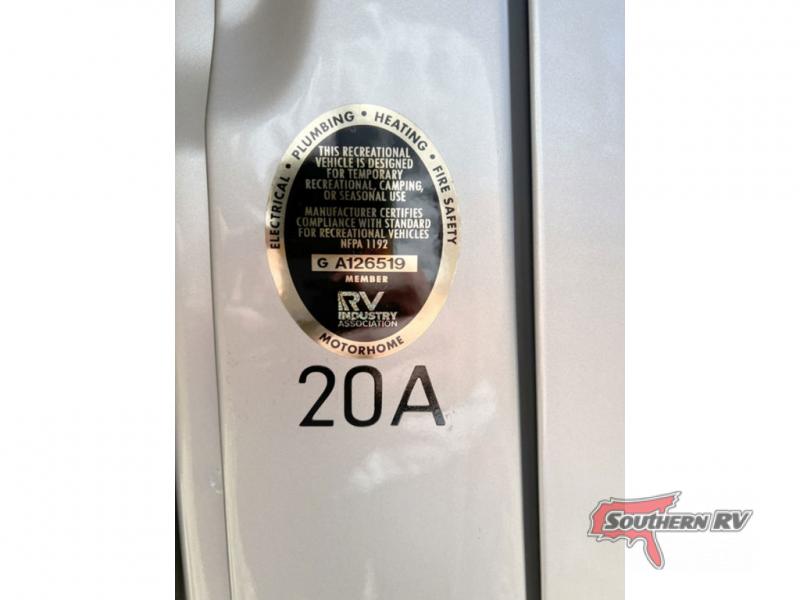 ELECTRICAL • PLUMBING • HEATING • FIRE SAFETY
THIS RECREATIONAL
VEHICLE IS DESIGNED
FOR TEMPORARY
RECREATIONAL, CAMPING,
OR SEASONAL USE
MANUFACTURER CERTIFIES
COMPLIANCE WITH STANDARD
FOR RECREATIONAL VEHICLES
NFPA 1192
G A126519
MEMBER
RV
INDUSTRY
ASSOCIATION
MOTORHOME
20A
SOUTHERN RV